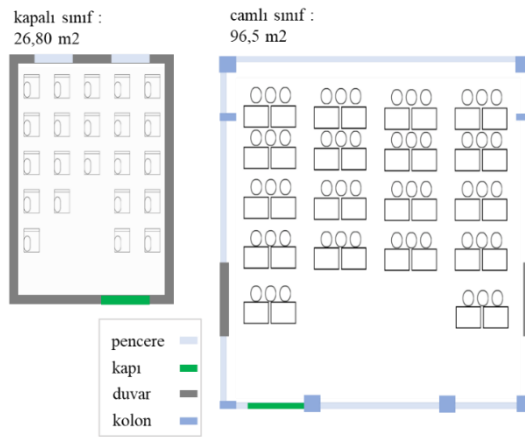 kapalı sınıf :
26,80 m2
camlı sınıf :
96,5 m2
pencere
kapı
duvar
kolon